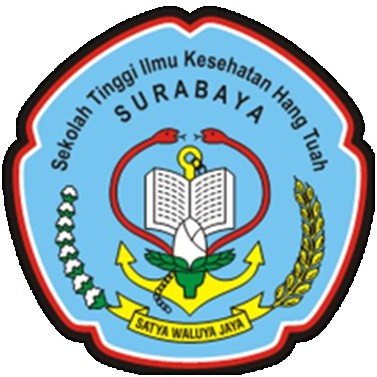 Sekolah Tinggi Ilmu Kesehatan Hang Tuah
SURABAYA
SATYA WALUYA JAYA